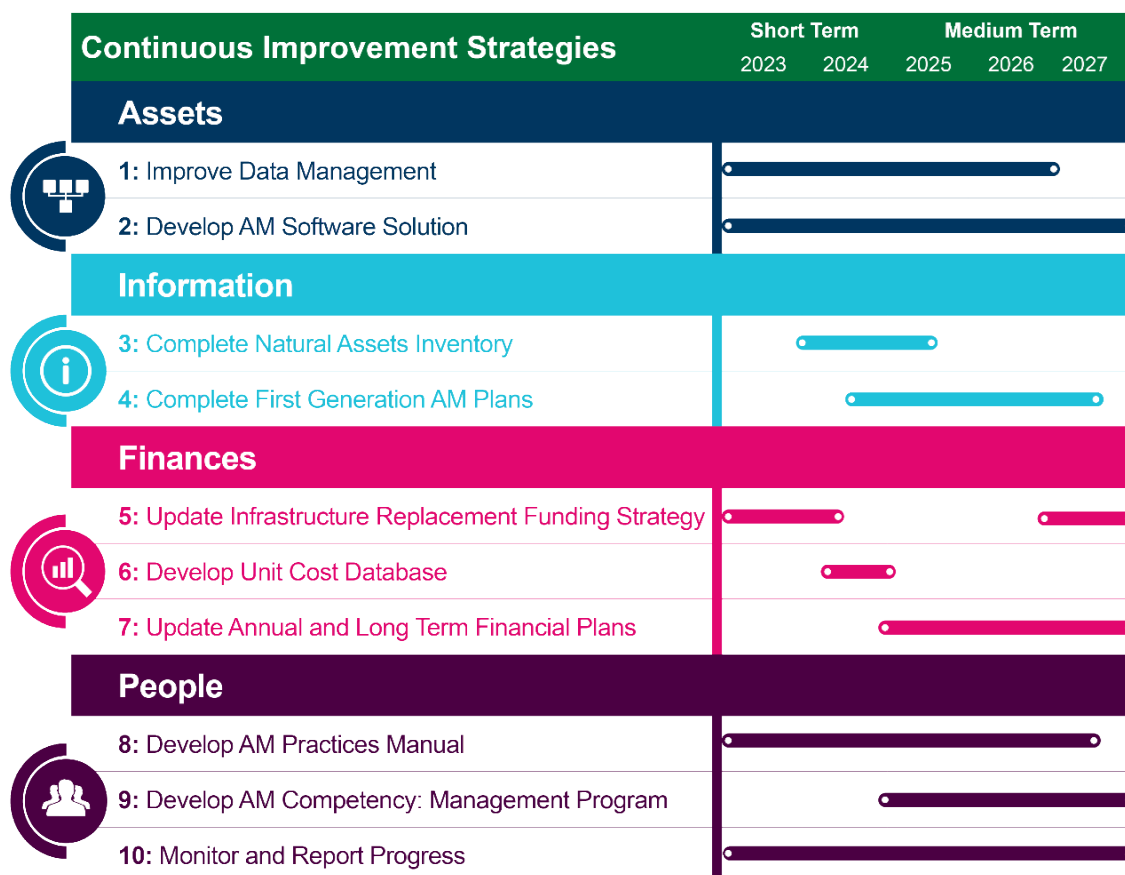 Continuous Improvement Strategies
Short Term
Medium Term
2023 2024 2025 2026 2027
Assets
1: Improve Data Management
2: Develop AM Software Solution
Information
3: Complete Natural Assets Inventory
4: Complete First Generation AM Plans
Finances
5: Update Infrastructure Replacement Funding Strategy
6: Develop Unit Cost Database
7: Update Annual and Long Term Financial Plans
People
8: Develop AM Practices Manual
9: Develop AM Competency: Management Program
10: Monitor and Report Progress